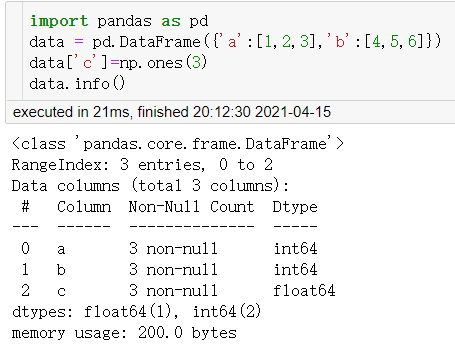 import pandas as pd
data = pd.DataFrame({'a':[1,2,3],'b':[4,5,6]})
data['c']=np.ones(3)
data.info()
executed in 21ms, finished 20:12:30 2021-04-15
<class 'pandas.core.frame.DataFrame'>
RangeIndex: 3 entries, 0 to 2
Data columns (total 3 columns):
 #   Column  Non-Null Count  Dtype
---  ------  --------------  -----
 0   a       3 non-null      int64
 1   b       3 non-null      int64
 2   c       3 non-null      float64
dtypes: float64(1), int64(2)
memory usage: 200.0 bytes